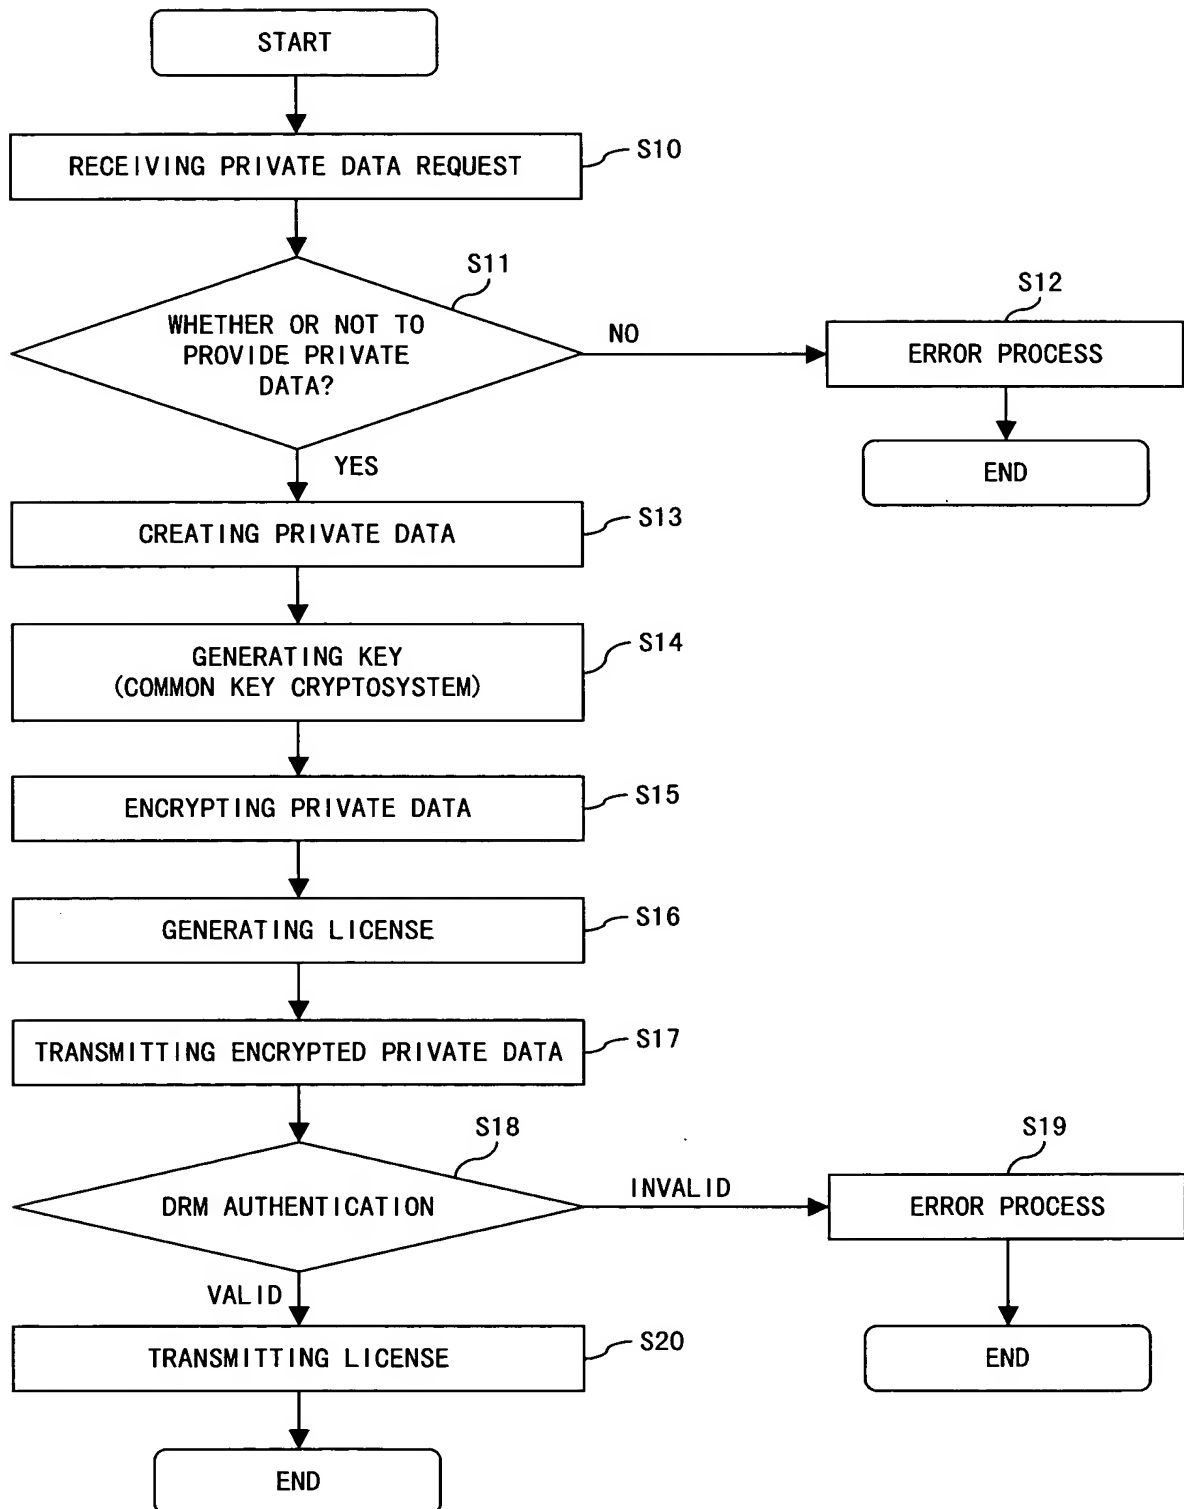 START
RECEIVING PRIVATE DATA REQUEST
S10
S11
WHETHER OR NOT TO
PROVIDE PRIVATE
DATA?
NO
S12
ERROR PROCESS
END
YES
CREATING PRIVATE DATA
S13
GENERATING KEY
(COMMON KEY CRYPTOSYSTEM)
S14
ENCRYPTING PRIVATE DATA
S15
GENERATING LICENSE
S16
TRANSMITTING ENCRYPTED PRIVATE DATA
S17
S18
DRM AUTHENTICATION
INVALID
S19
ERROR PROCESS
END
VALID
TRANSMITTING LICENSE
S20
END